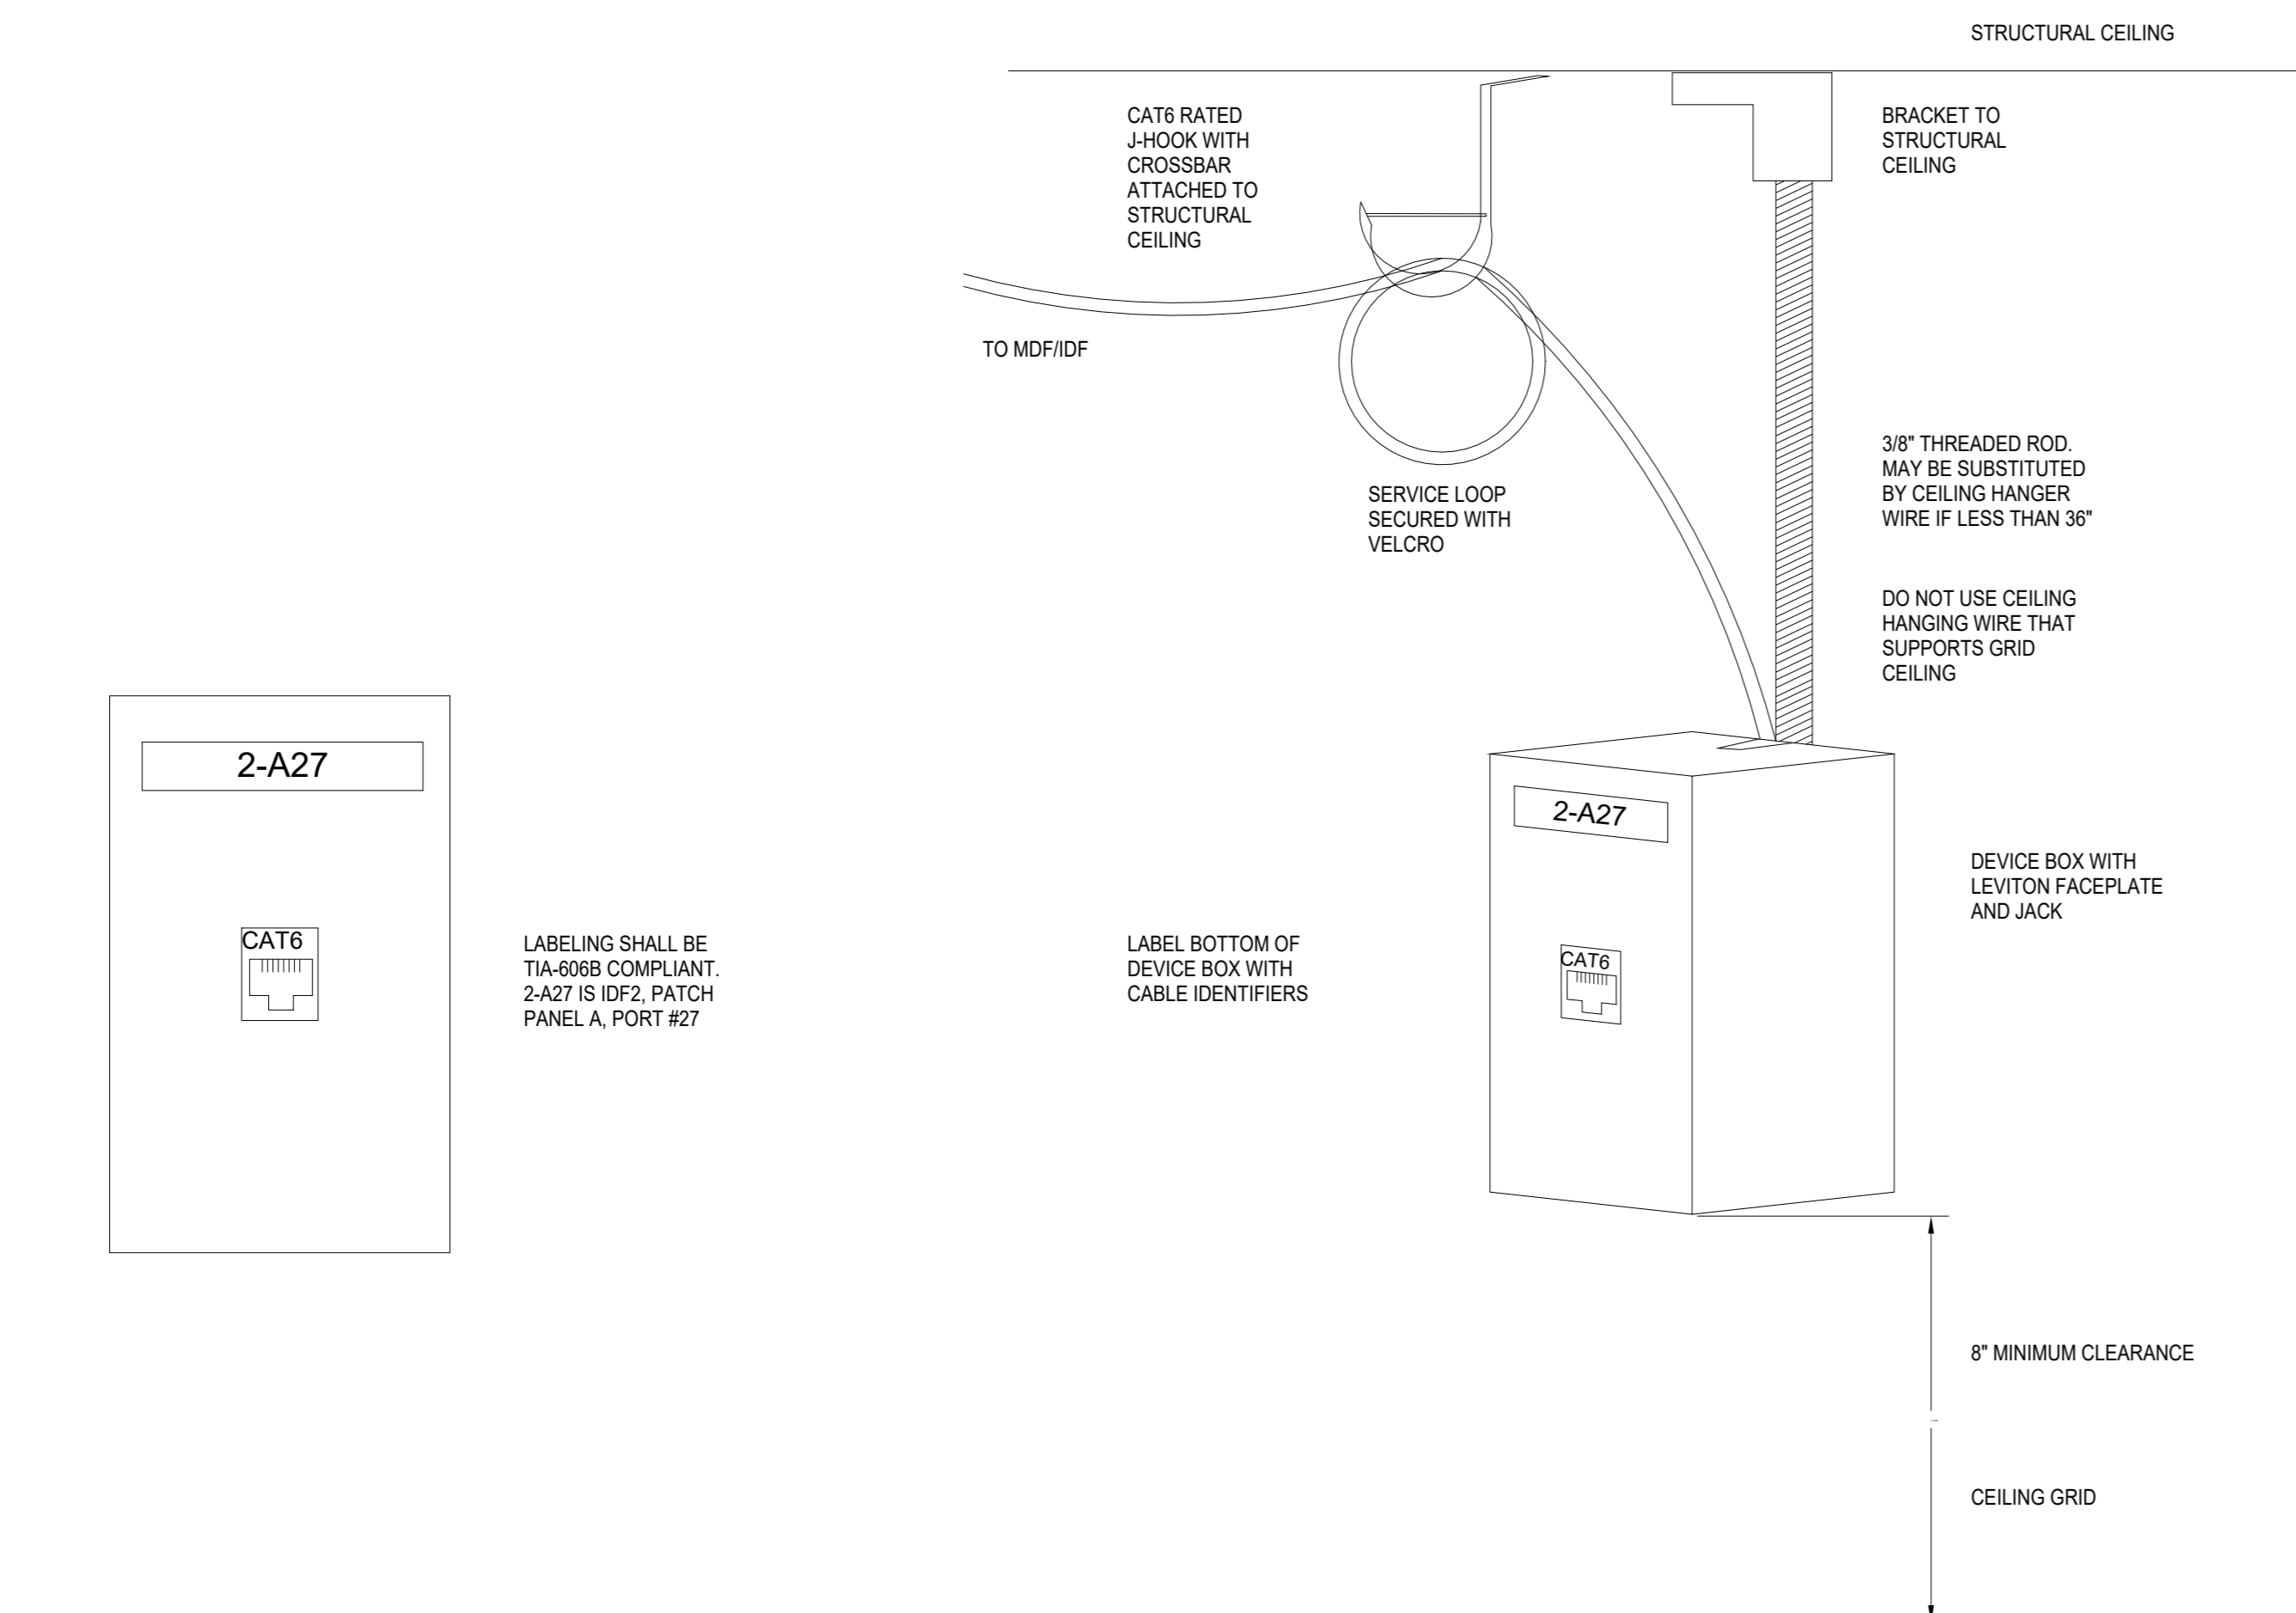 STRUCTURAL CEILING
CAT6 RATED
J-HOOK WITH
CROSSBAR
ATTACHED TO
STRUCTURAL
CEILING
BRACKET TO
STRUCTURAL
CEILING
TO MDF/IDF
3/8" THREADED ROD.
MAY BE SUBSTITUTED
BY CEILING HANGER
WIRE IF LESS THAN 36"
SERVICE LOOP
SECURED WITH
VELCRO
DO NOT USE CEILING
HANGING WIRE THAT
SUPPORTS GRID
CEILING
2-A27
CAT6
LABELING SHALL BE
TIA-606B COMPLIANT.
2-A27 IS IDF2, PATCH
PANEL A, PORT #27
LABEL BOTTOM OF
DEVICE BOX WITH
CABLE IDENTIFIERS
2-A27
CAT6
DEVICE BOX WITH
LEVITON FACEPLATE
AND JACK
8" MINIMUM CLEARANCE
CEILING GRID